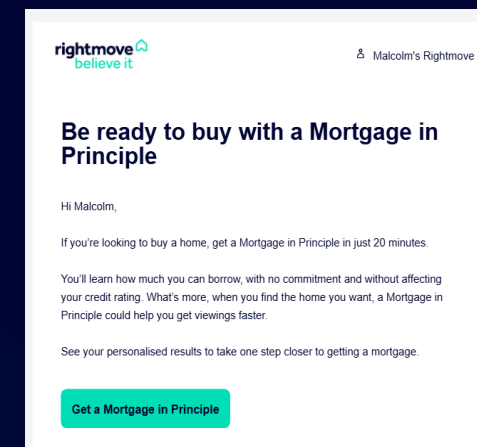 rightmove
believe it
Malcolm's Rightmove
Be ready to buy with a Mortgage in
Principle
Hi Malcolm,
If you're looking to buy a home, get a Mortgage in Principle in just 20 minutes.
You'll learn how much you can borrow, with no commitment and without affecting
your credit rating. What's more, when you find the home you want, a Mortgage in
Principle could help you get viewings faster.
See your personalised results to take one step closer to getting a mortgage.
Get a Mortgage in Principle